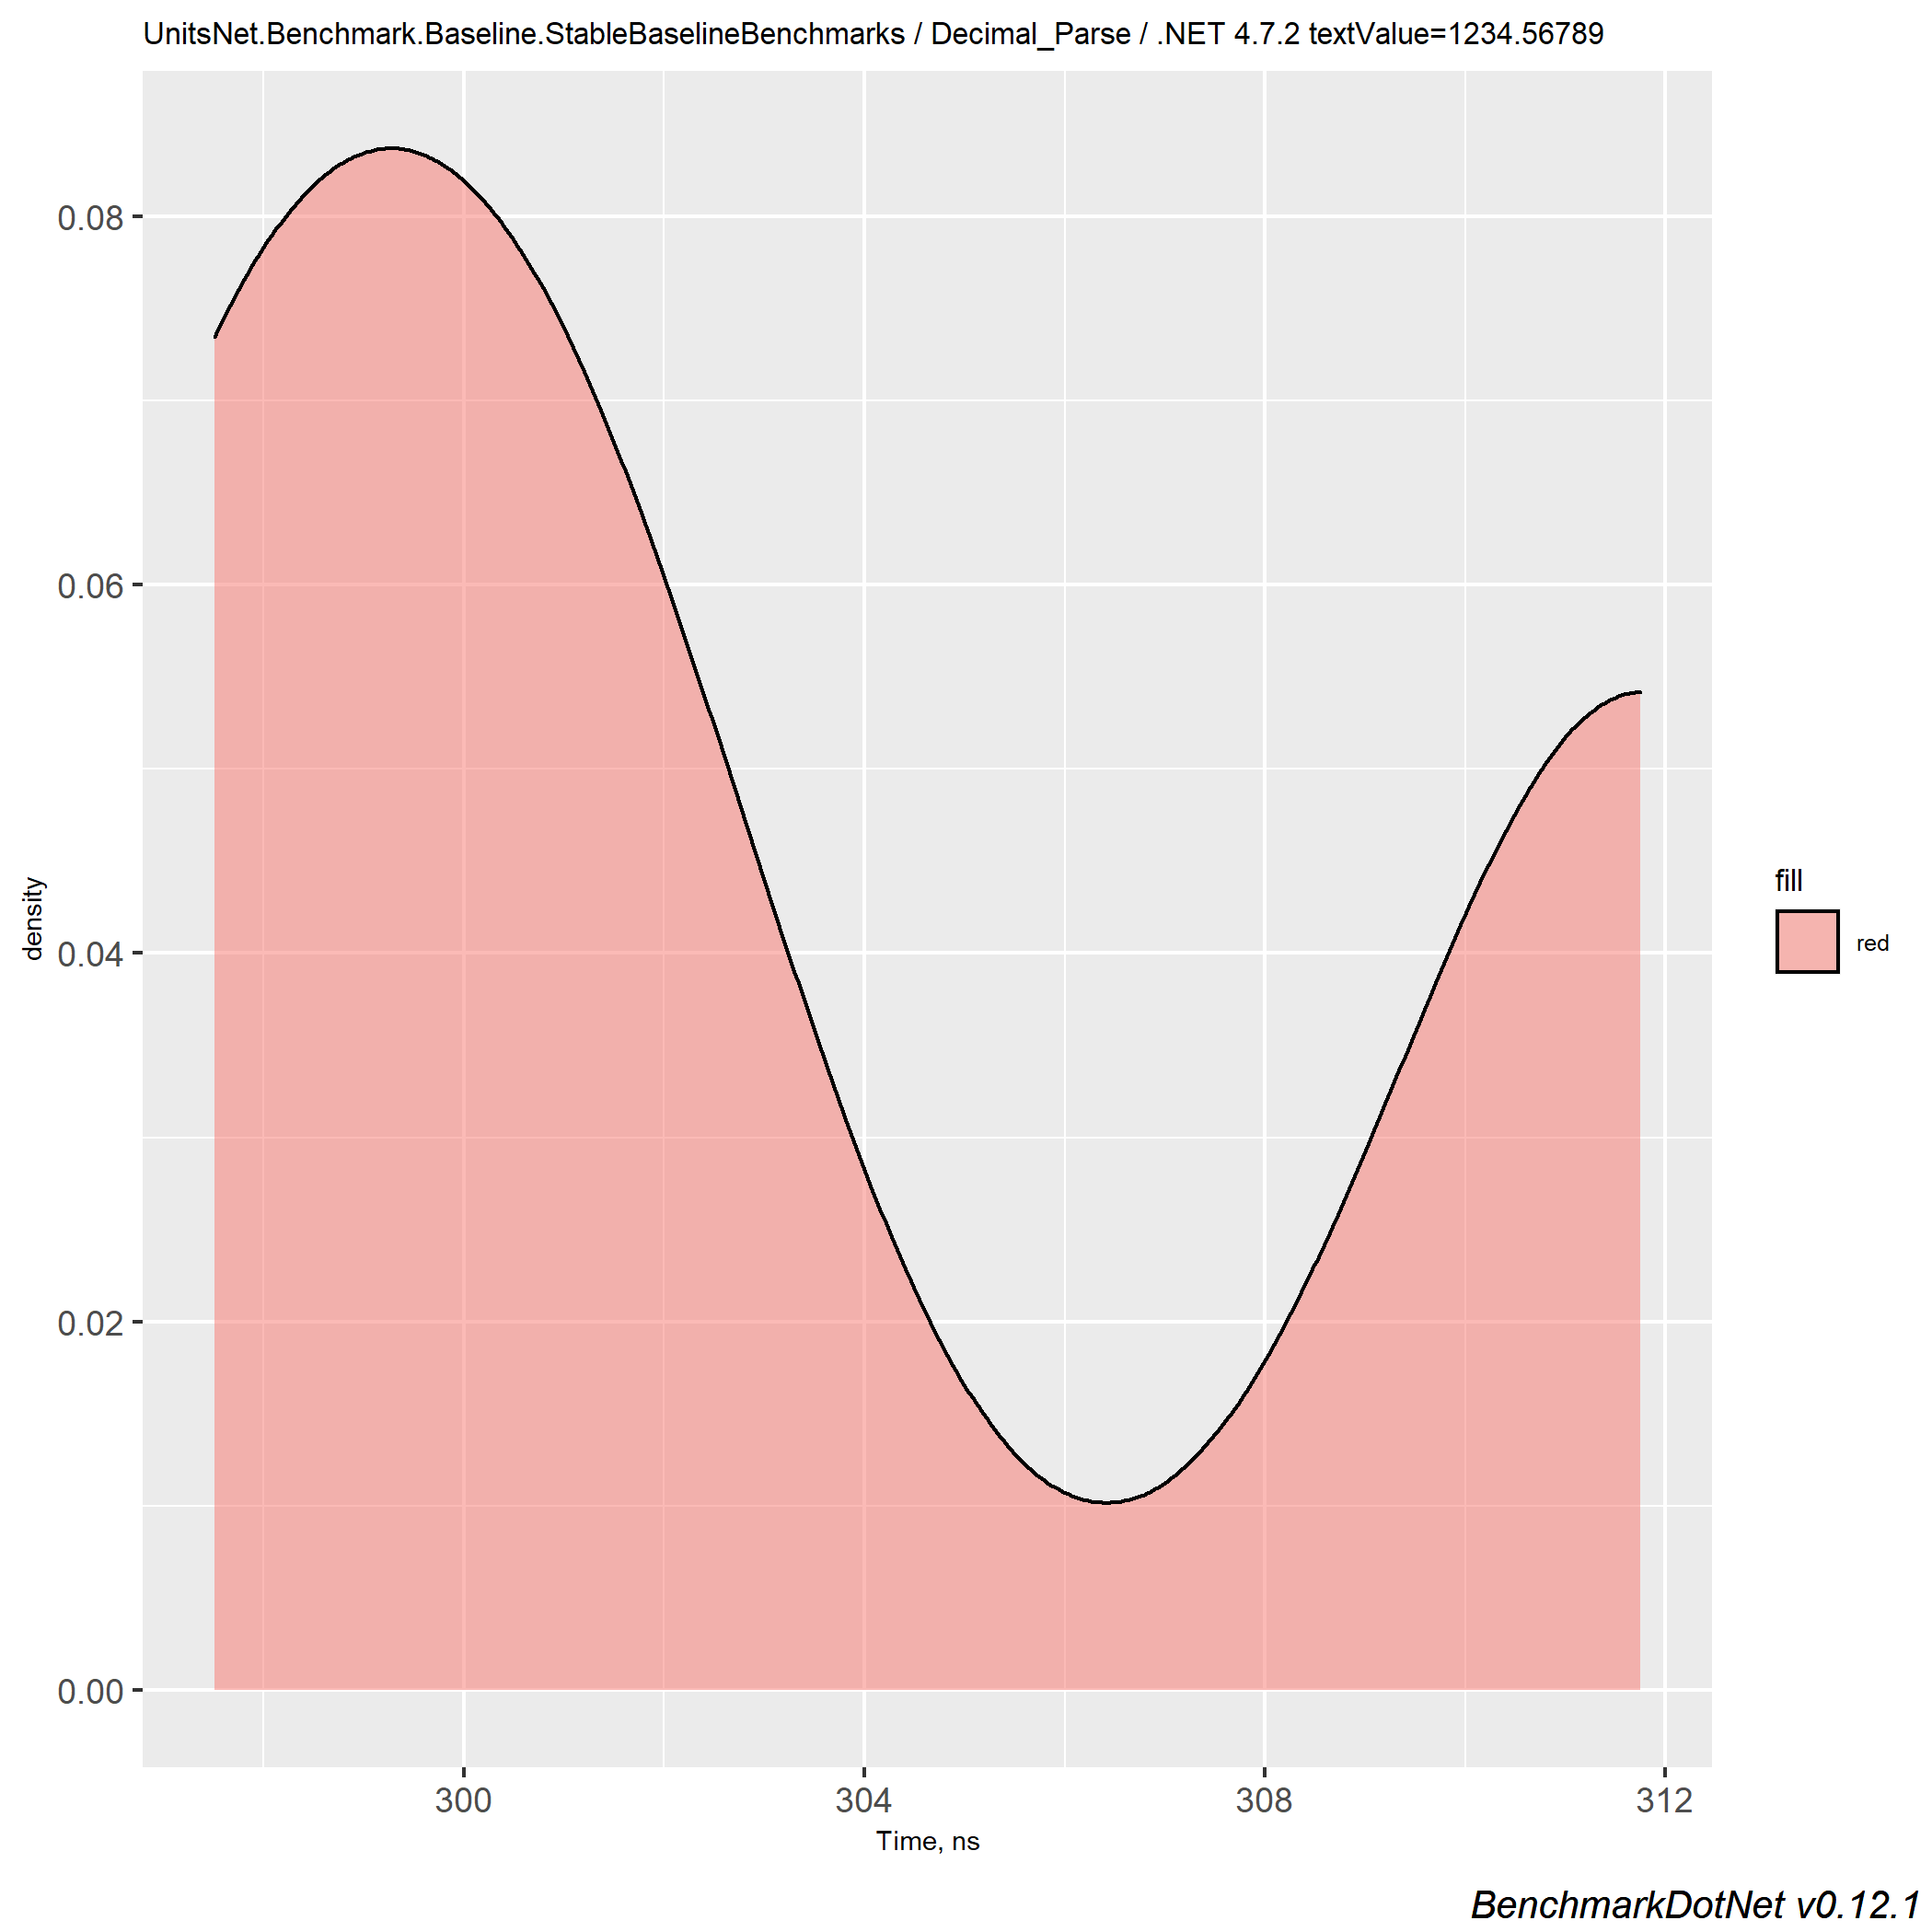 UnitsNet.Benchmark.Baseline.StableBaselineBenchmarks / Decimal_Parse / .NET 4.7.2 textValue=1234.56789
0.08
0.06
0.04
0.02
0.00
density
300
304
308
312
Time, ns
fill
red
BenchmarkDotNet v0.12.1